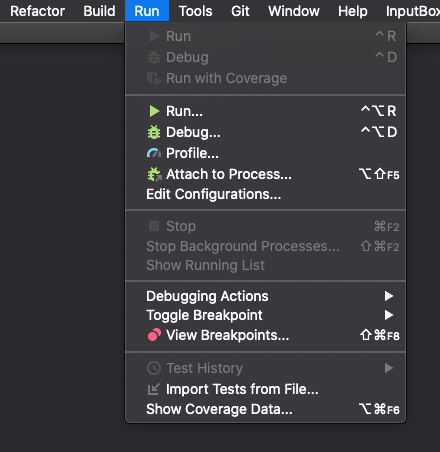 Refactor Build Run Tools Git Window Help InputBo
Run ^R
Debug ^D
Run with Coverage
Run... ^⌥R
Debug... ^⌥D
Profile...
Attach to Process... ⌥⇧F5
Edit Configurations...
Stop ⌘F2
Stop Background Processes... ⇧⌘F2
Show Running List
Debugging Actions
Toggle Breakpoint
View Breakpoints... ⇧⌘F8
Test History
Import Tests from File...
Show Coverage Data... ⌥⌘F6